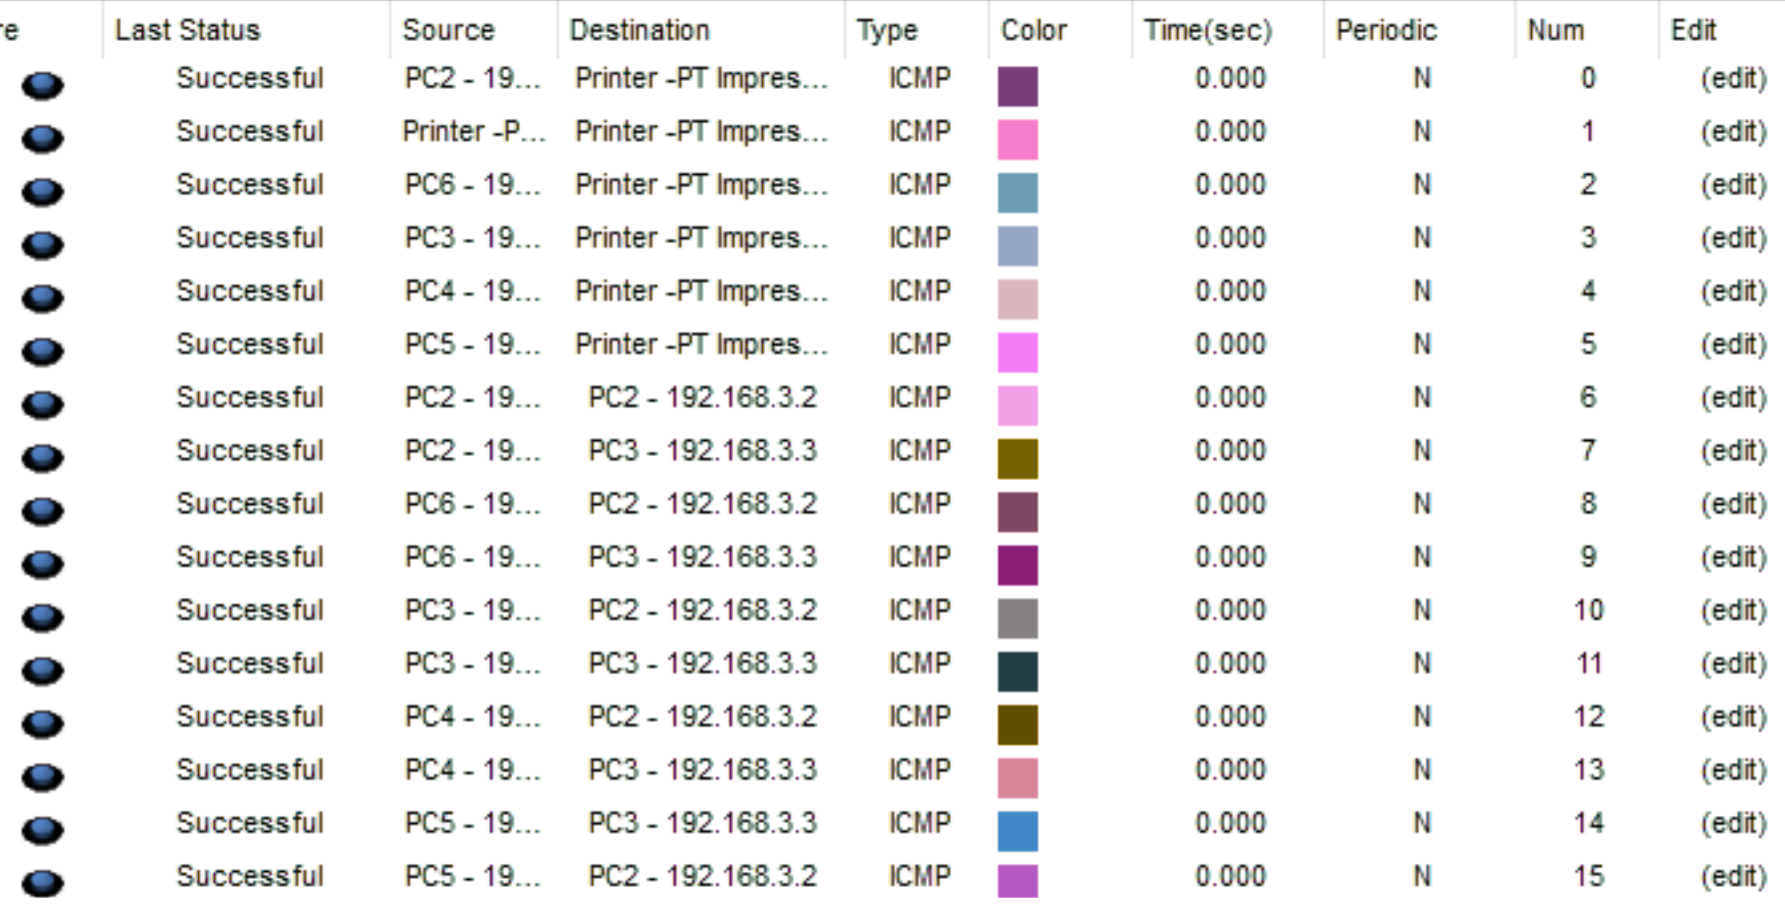 re Last Status Source Destination Type Color Time(sec) Periodic Num Edit
Successful PC2 - 19... Printer -PT Impres... ICMP 0.000 N 0 (edit)
Successful Printer -P... Printer -PT Impres... ICMP 0.000 N 1 (edit)
Successful PC6 - 19... Printer -PT Impres... ICMP 0.000 N 2 (edit)
Successful PC3 - 19... Printer -PT Impres... ICMP 0.000 N 3 (edit)
Successful PC4 - 19... Printer -PT Impres... ICMP 0.000 N 4 (edit)
Successful PC5 - 19... Printer -PT Impres... ICMP 0.000 N 5 (edit)
Successful PC2 - 19... PC2 - 192.168.3.2 ICMP 0.000 N 6 (edit)
Successful PC2 - 19... PC3 - 192.168.3.3 ICMP 0.000 N 7 (edit)
Successful PC6 - 19... PC2 - 192.168.3.2 ICMP 0.000 N 8 (edit)
Successful PC6 - 19... PC3 - 192.168.3.3 ICMP 0.000 N 9 (edit)
Successful PC3 - 19... PC2 - 192.168.3.2 ICMP 0.000 N 10 (edit)
Successful PC3 - 19... PC3 - 192.168.3.3 ICMP 0.000 N 11 (edit)
Successful PC4 - 19... PC2 - 192.168.3.2 ICMP 0.000 N 12 (edit)
Successful PC4 - 19... PC3 - 192.168.3.3 ICMP 0.000 N 13 (edit)
Successful PC5 - 19... PC3 - 192.168.3.3 ICMP 0.000 N 14 (edit)
Successful PC5 - 19... PC2 - 192.168.3.2 ICMP 0.000 N 15 (edit)